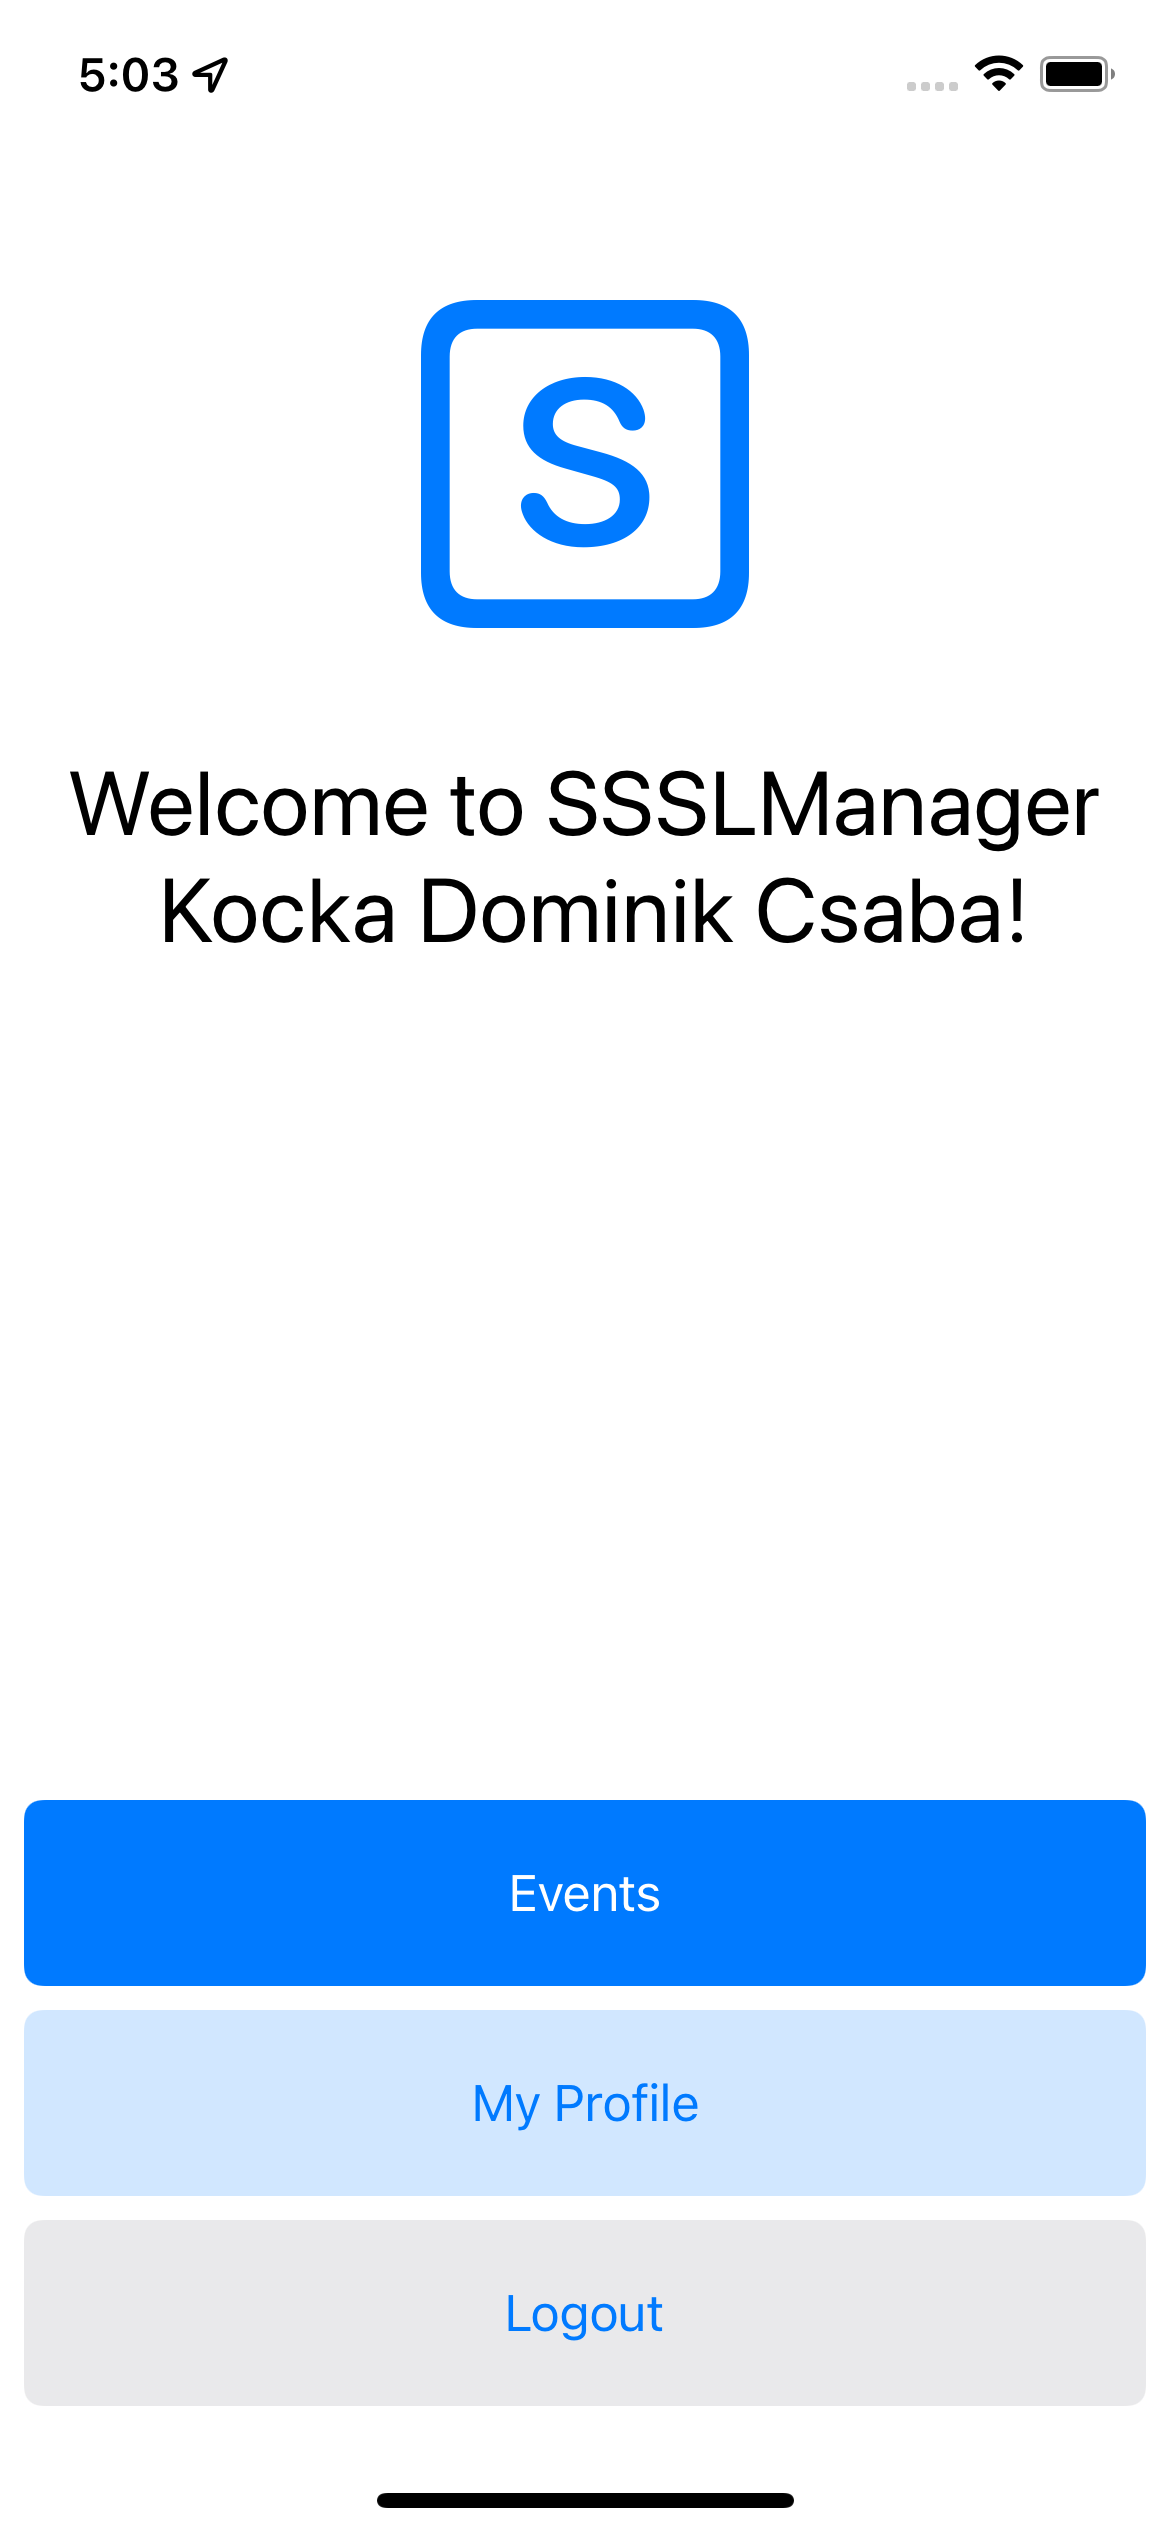 5:03
S
Welcome to SSSLManager
Kocka Dominik Csaba!
Events
My Profile
Logout